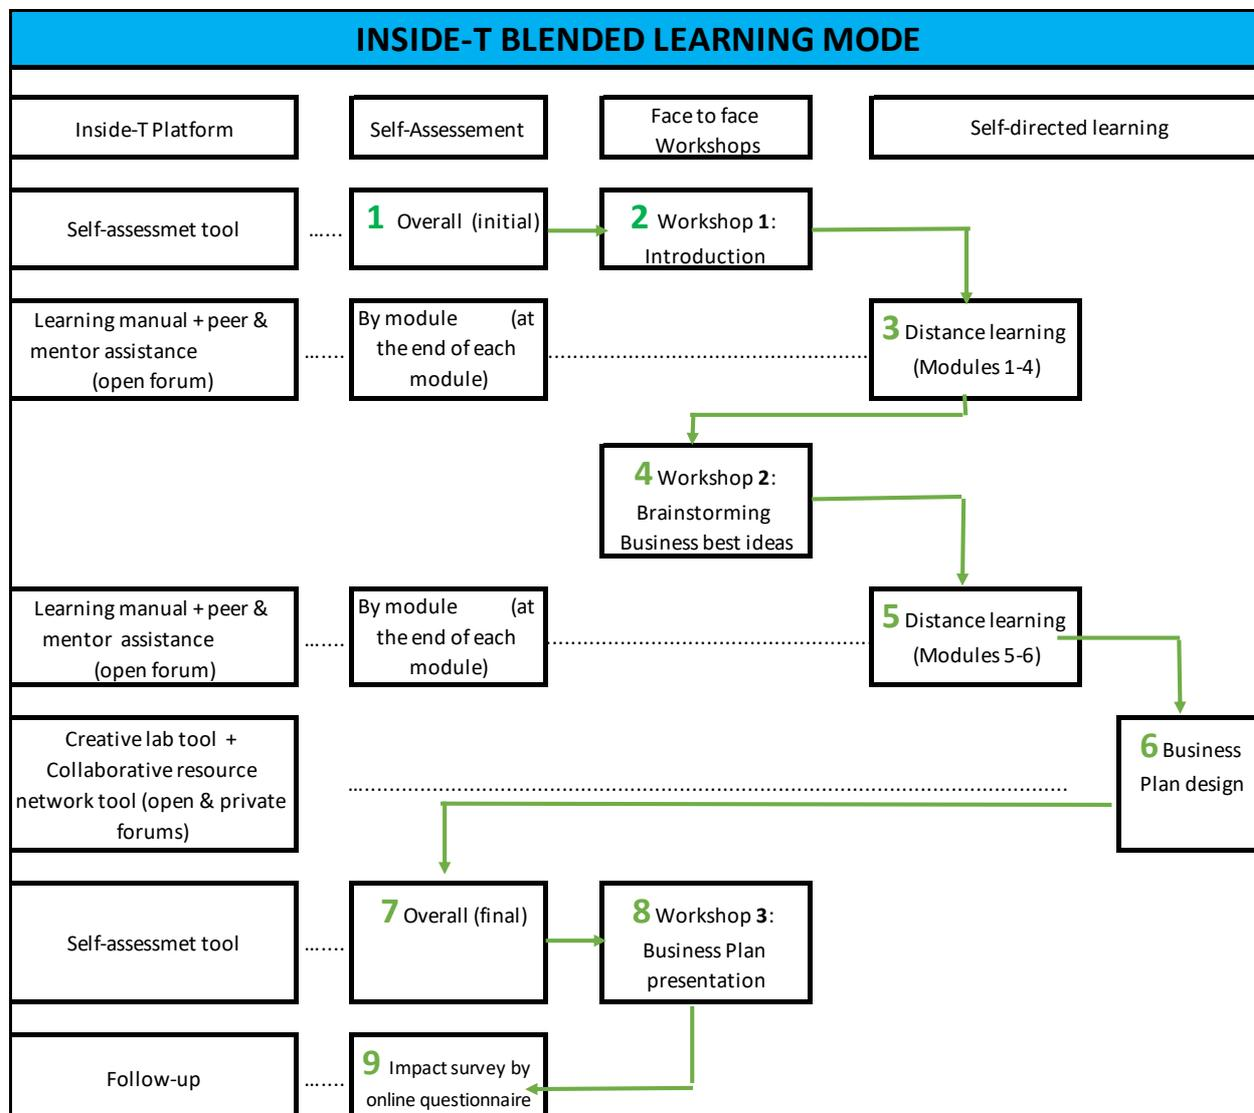 INSIDE-T BLENDED LEARNING MODE
Inside-T Platform
Self-Assessement
Face to face
Workshops
Self-directed learning
Self-assessmet tool
......
1 Overall (initial)
2 Workshop 1:
Introduction
Learning manual + peer &
mentor assistance
(open forum)
By module (at
the end of each
module)
3 Distance learning
(Modules 1-4)
4 Workshop 2:
Brainstorming
Business best ideas
Learning manual + peer &
mentor assistance
(open forum)
By module (at
the end of each
module)
5 Distance learning
(Modules 5-6)
Creative lab tool +
Collaborative resource
network tool (open & private
forums)
6 Business
Plan design
Self-assessmet tool
7 Overall (final)
8 Workshop 3:
Business Plan
presentation
Follow-up
9 Impact survey by
online questionnaire